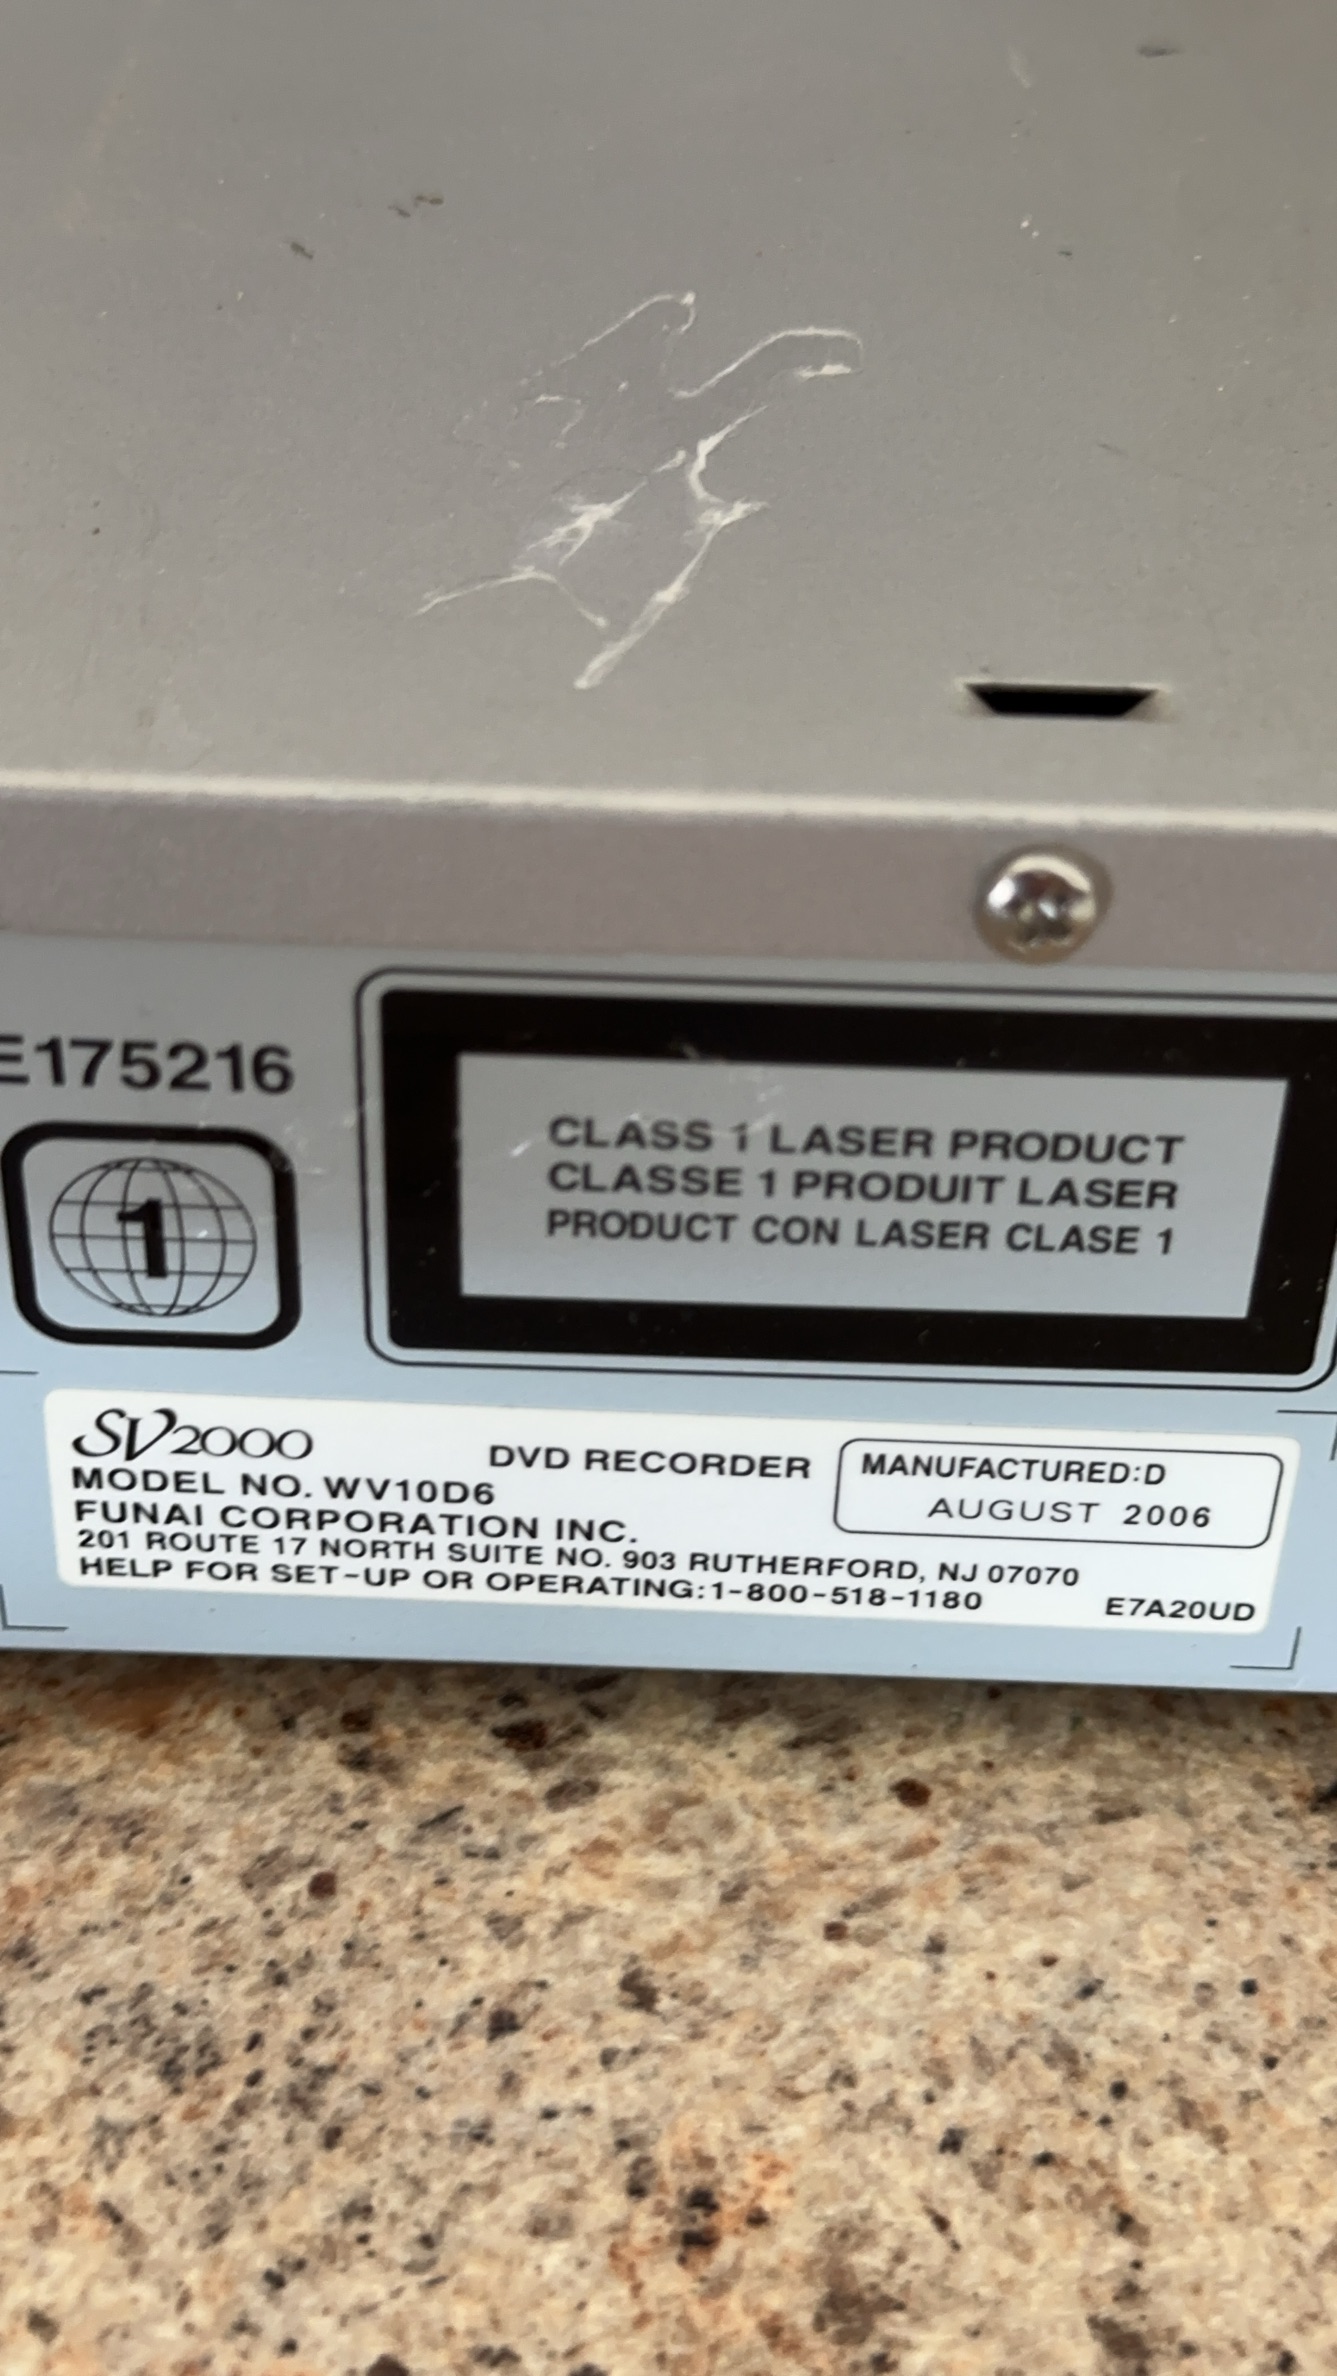 E175216
CLASS 1 LASER PRODUCT
CLASSE 1 PRODUIT LASER
PRODUCT CON LASER CLASE 1
1
SV2000
DVD RECORDER
MANUFACTURED:D
MODEL NO. WV10D6
AUGUST 2006
FUNAI CORPORATION INC.
201 ROUTE 17 NORTH SUITE NO. 903 RUTHERFORD, NJ 07070
HELP FOR SET-UP OR OPERATING:1-800-518-1180
E7A20UD